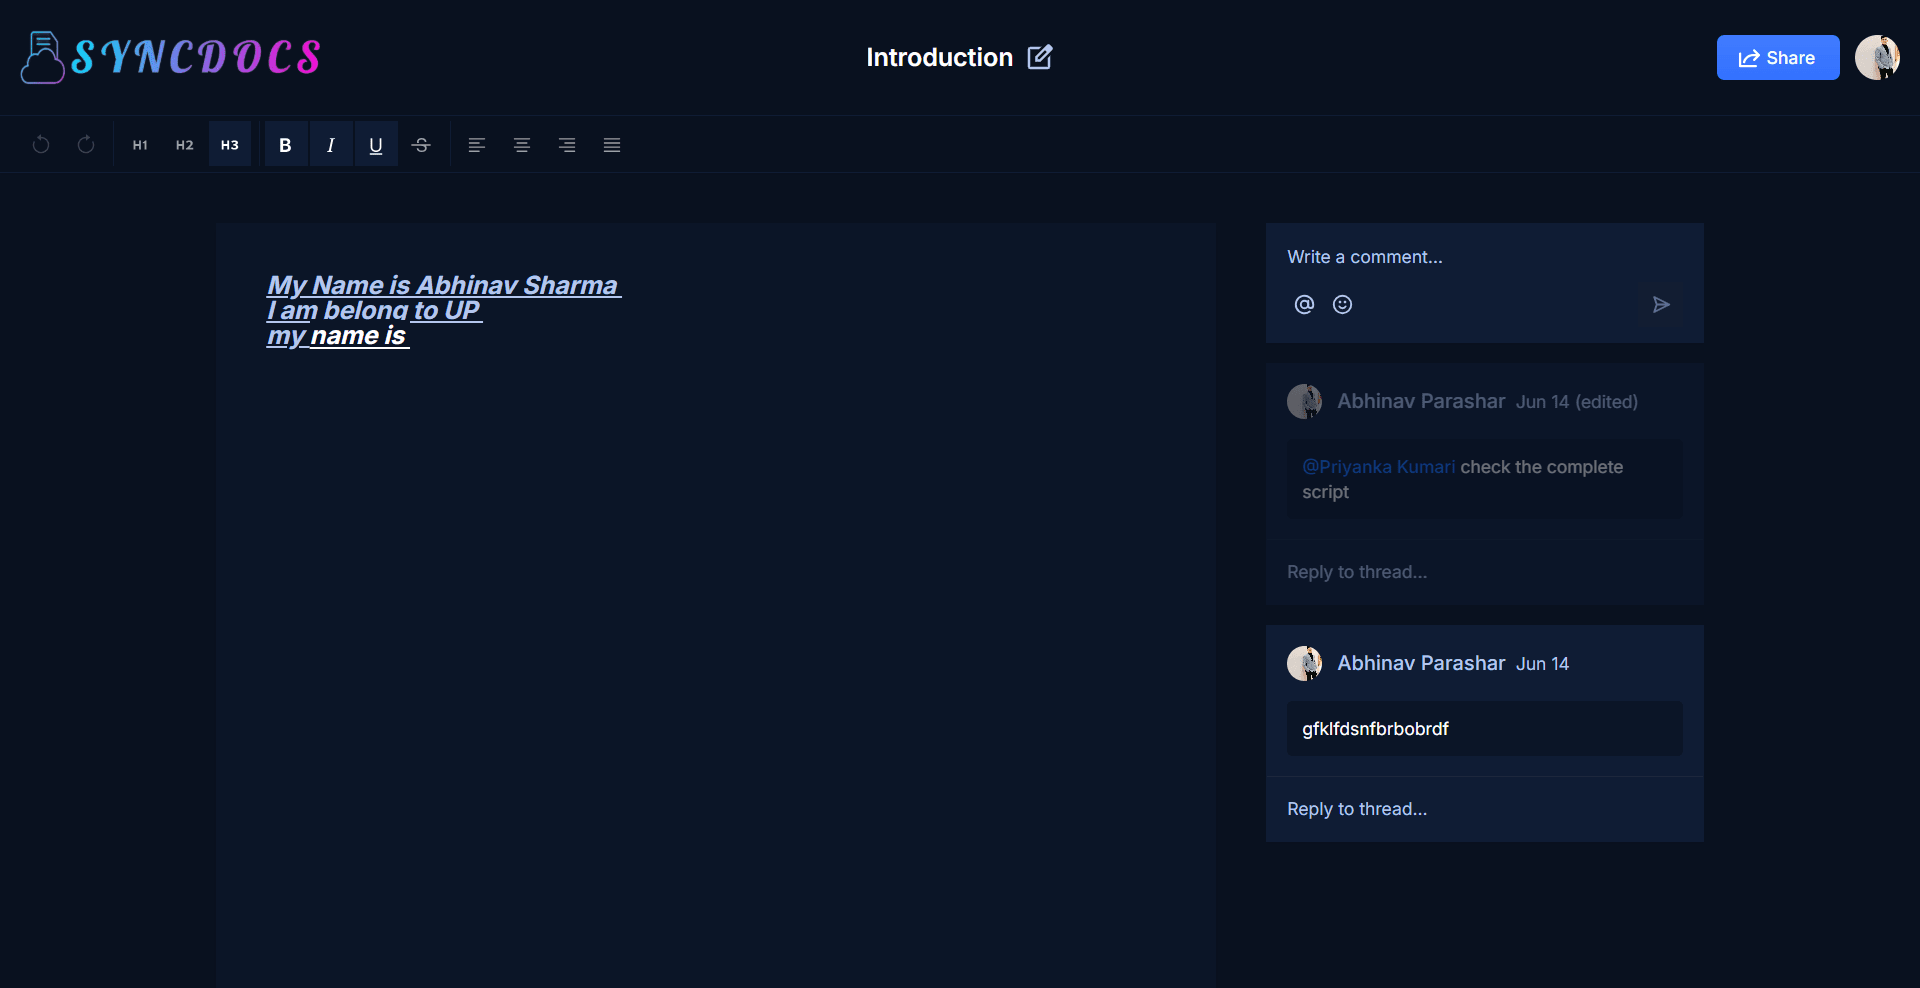 SYNCDOCS
Introduction
Share
H1 H2 H3 B I U S
My Name is Abhinav Sharma
I am belong to UP
my name is
Write a comment...
Abhinav Parashar Jun 14 (edited)
@Priyanka Kumari check the complete
script
Reply to thread...
Abhinav Parashar Jun 14
gfklfdsnfbrbobrdf
Reply to thread...